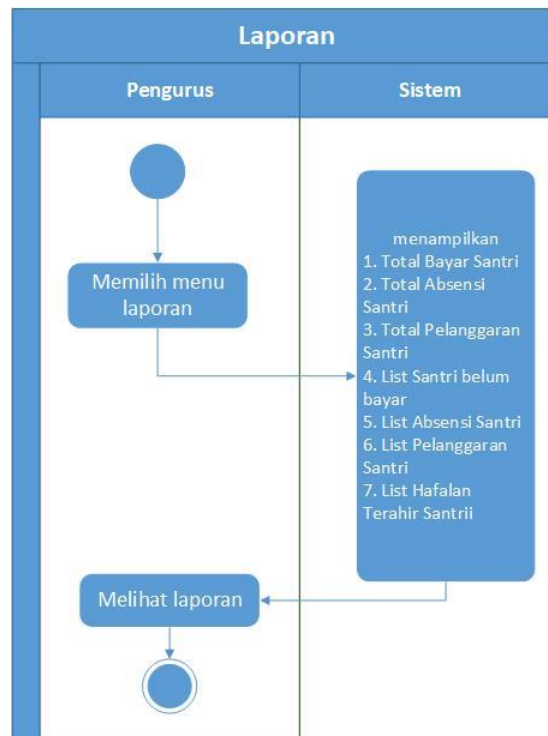 Laporan
Pengurus
Sistem
Memilih menu
laporan
menampilkan
1. Total Bayar Santri
2. Total Absensi
Santri
3. Total Pelanggaran
Santri
4. List Santri belum
bayar
5. List Absensi Santri
6. List Pelanggaran
Santri
7. List Hafalan
Terahir Santrii
Melihat laporan